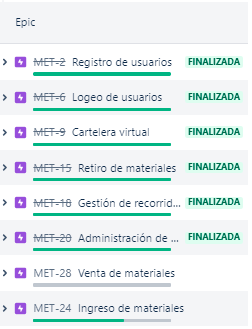 Epic
MET-2 Registro de usuarios FINALIZADA
MET-6 Logeo de usuarios FINALIZADA
MET-9 Cartelera virtual FINALIZADA
MET-15 Retiro de materiales FINALIZADA
MET-18 Gestión de recorrid... FINALIZADA
MET-20 Administración de ... FINALIZADA
MET-28 Venta de materiales
MET-24 Ingreso de materiales